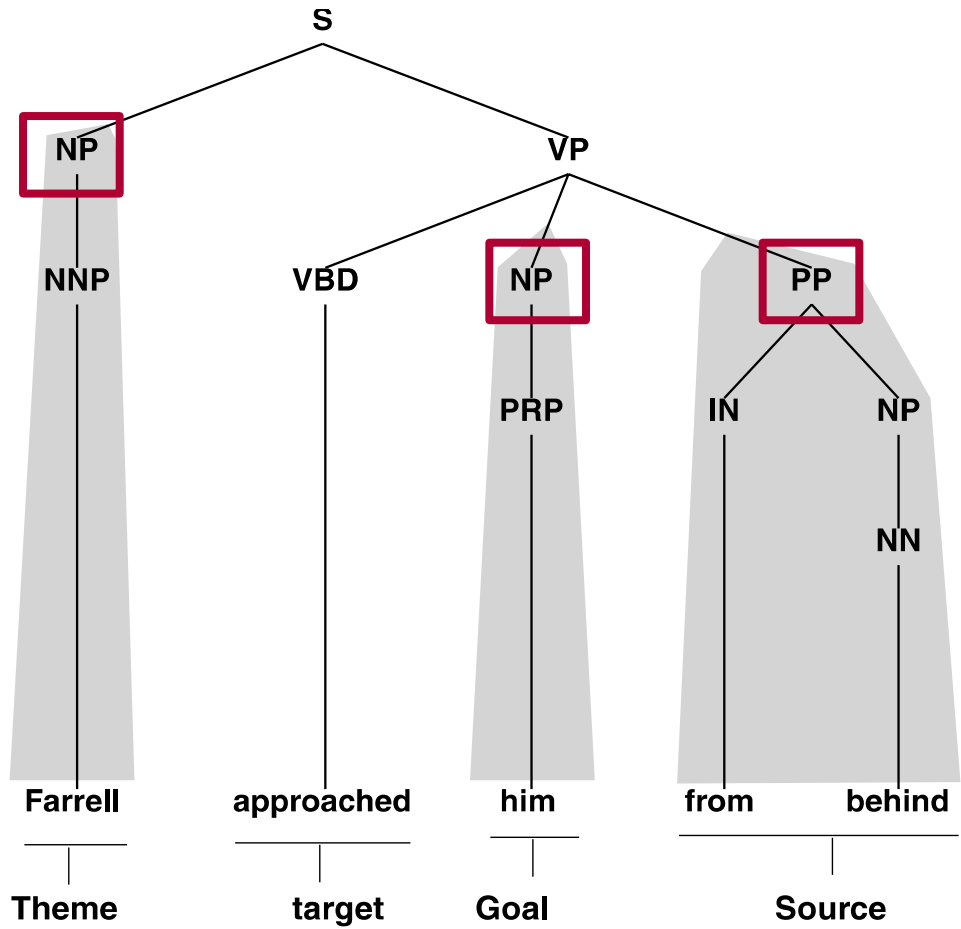 S
NP VP
NNP VBD NP PP
PRP IN NP
NN
Farrell approached him from behind
Theme target Goal Source